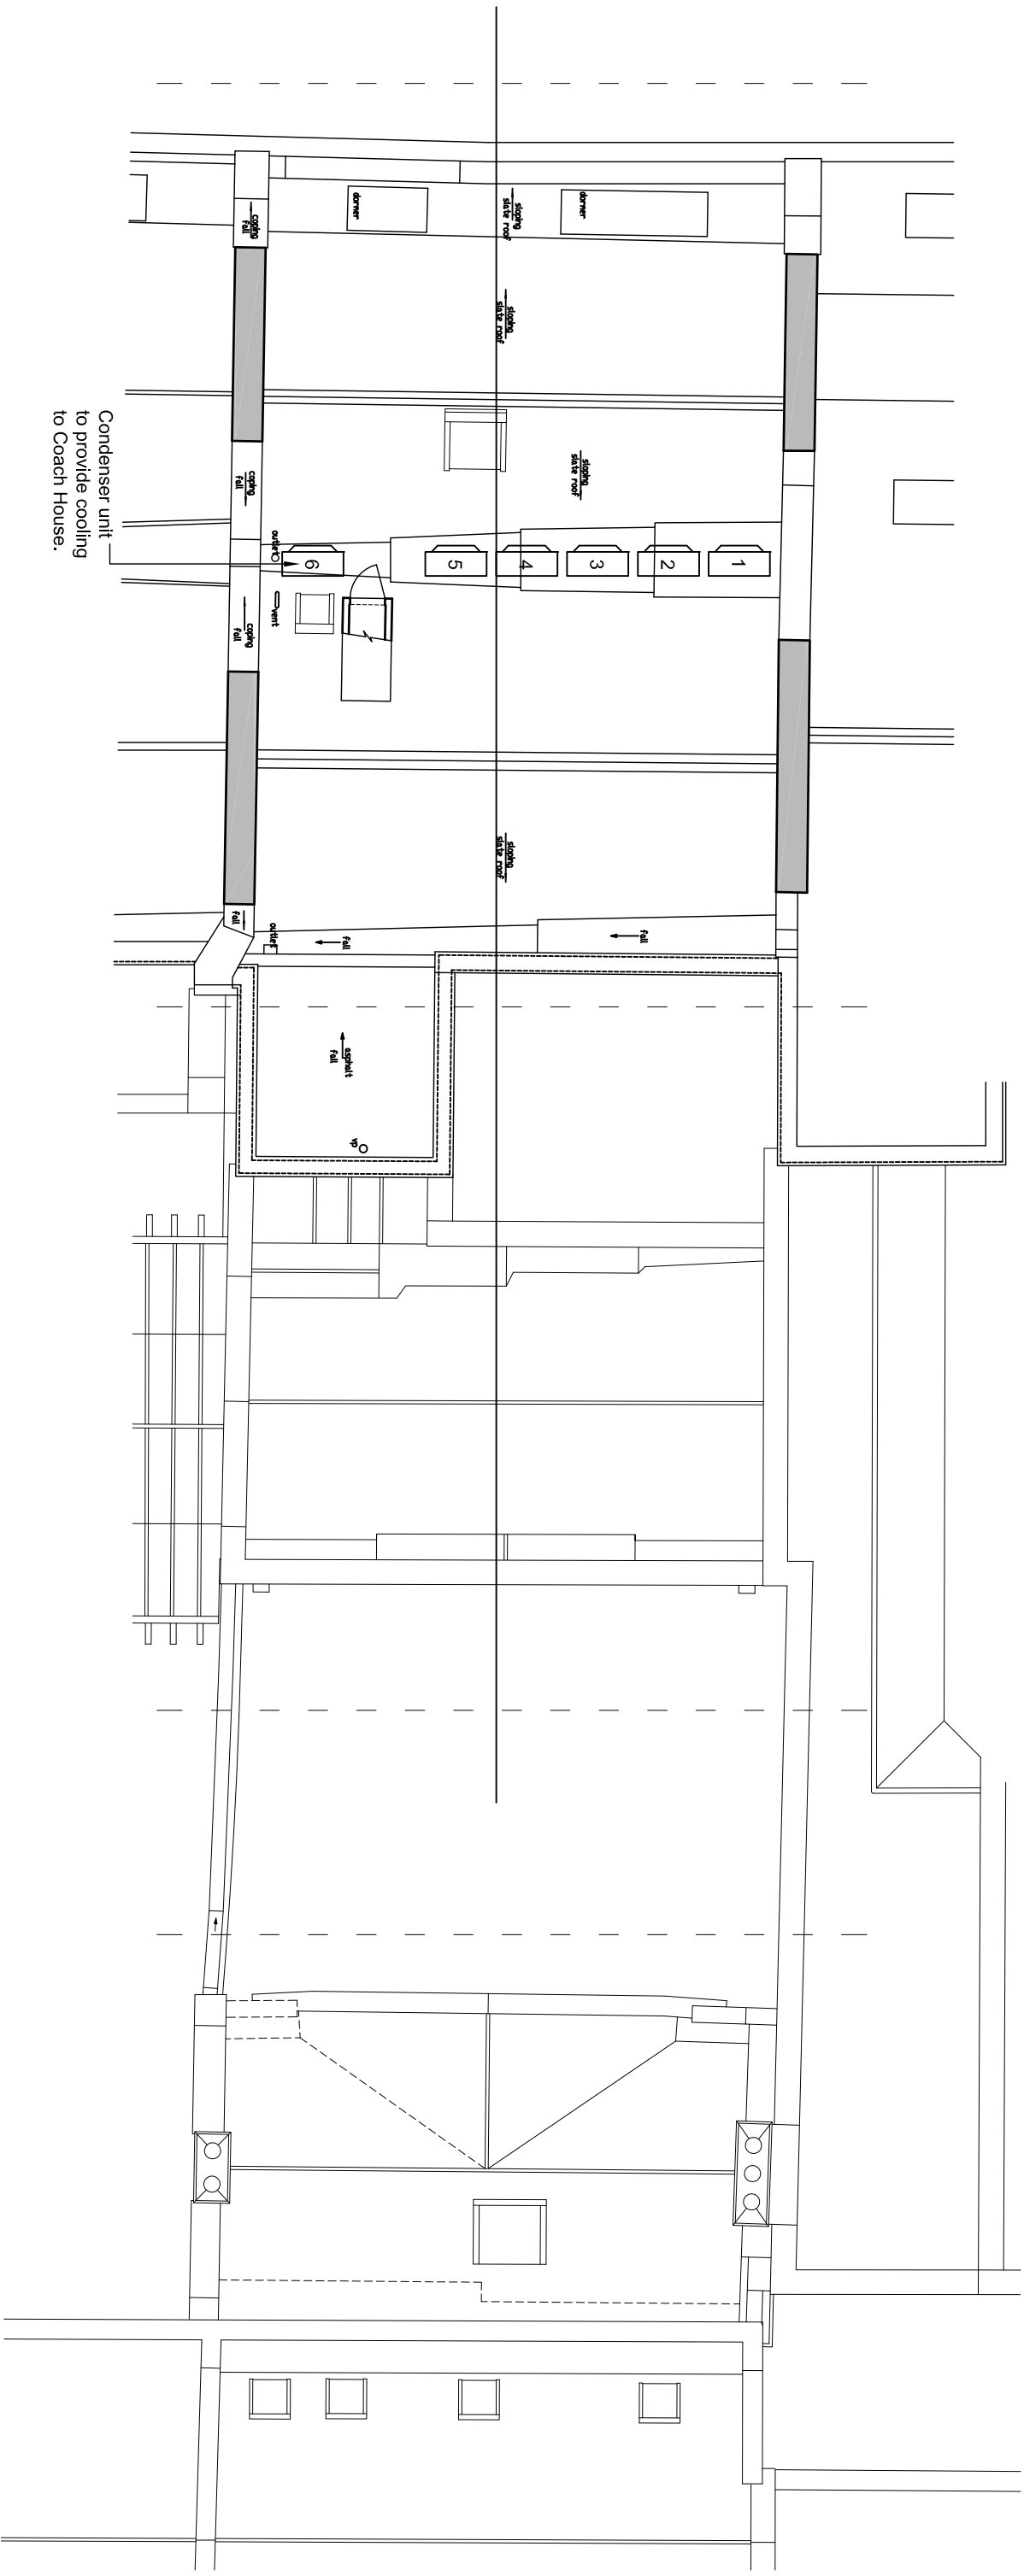 dormer
sloping
slate roof
dormer
coping
fall
sloping
slate roof
sloping
slate roof
coping
fall
outlet
6
5
4
3
2
1
Condenser unit
to provide cooling
to Coach House.
vent
coping
fall
sloping
slate roof
fall
outlet
fall
fall
asphalt
fall
vp